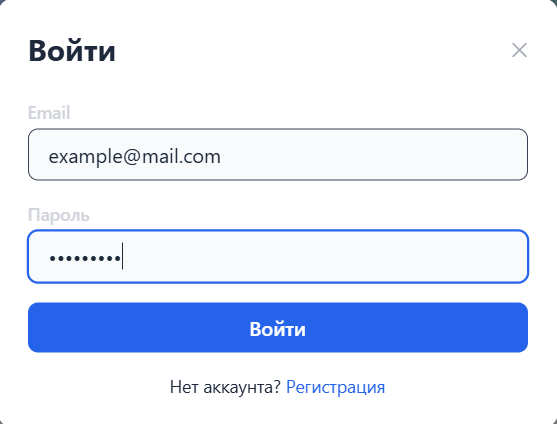 Войти
Email
example@mail.com
Пароль
•••••••••
Войти
Нет аккаунта? Регистрация